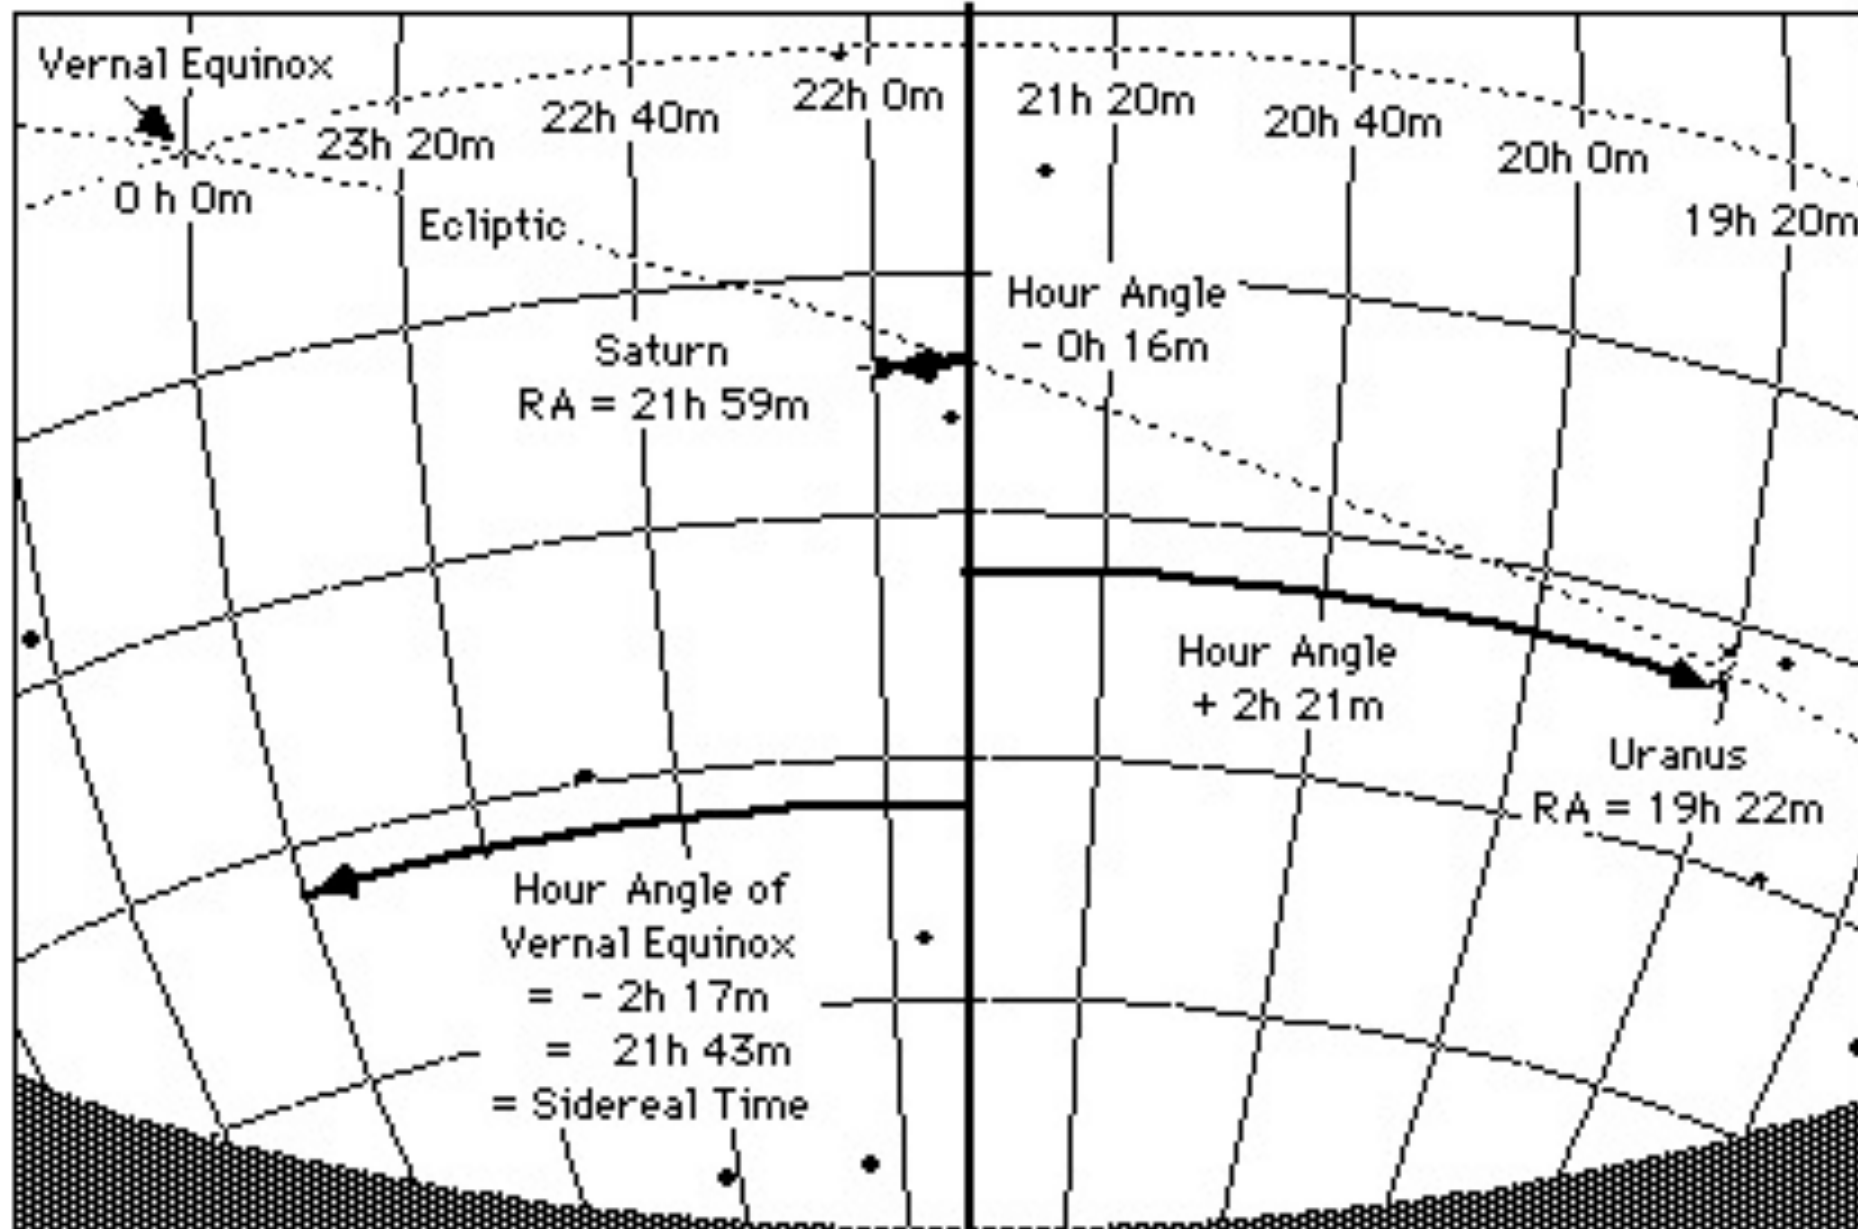 Vernal Equinox
0 h 0m
23h 20m
22h 40m
22h 0m
21h 20m
20h 40m
20h 0m
19h 20m
Ecliptic
Hour Angle
- 0h 16m
Saturn
RA = 21h 59m
Hour Angle
+ 2h 21m
Uranus
RA = 19h 22m
Hour Angle of
Vernal Equinox
= - 2h 17m
= 21h 43m
= Sidereal Time